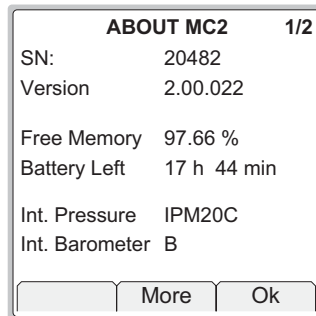 ABOUT MC2 1/2
SN: 20482
Version 2.00.022
Free Memory 97.66 %
Battery Left 17 h 44 min
Int. Pressure IPM20C
Int. Barometer B
More Ok